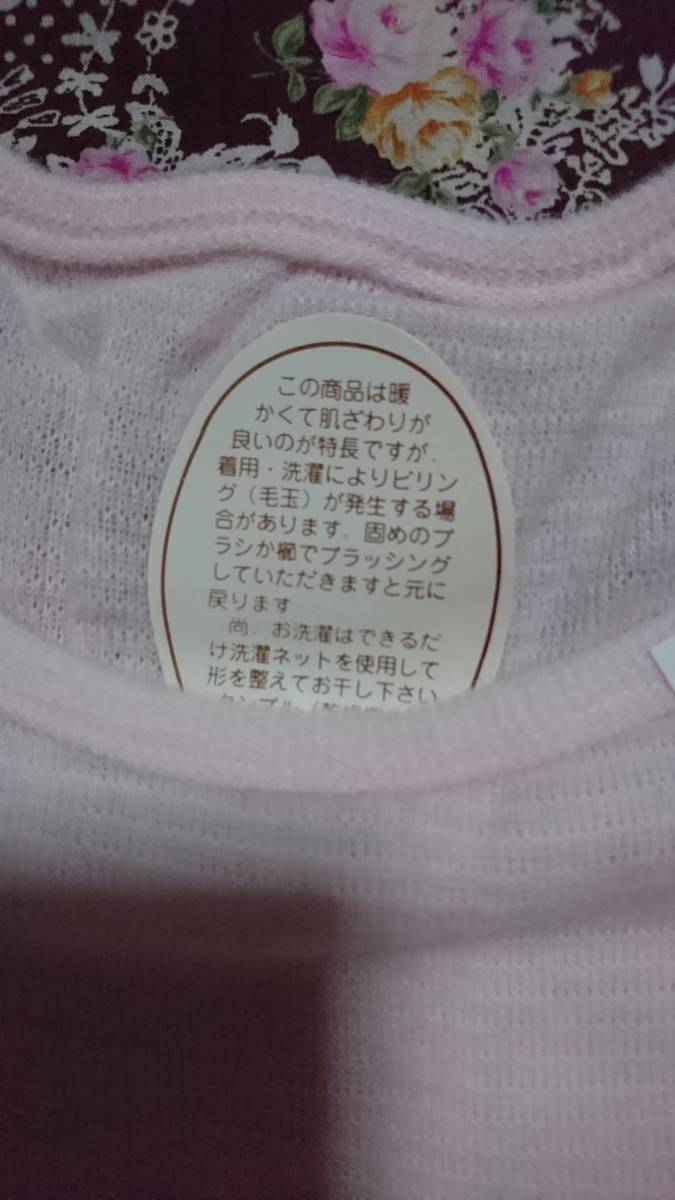 この商品は暖
かくて肌ざわりが
良いのが特長ですが、
着用・洗濯によりピリン
グ（毛玉）が発生する場
合があります。固めのブ
ラシか櫛でブラッシング
していただきますと元に
戻ります
尚、お洗濯はできるだ
け洗濯ネットを使用して
形を整えてお干し下さい
タンブル